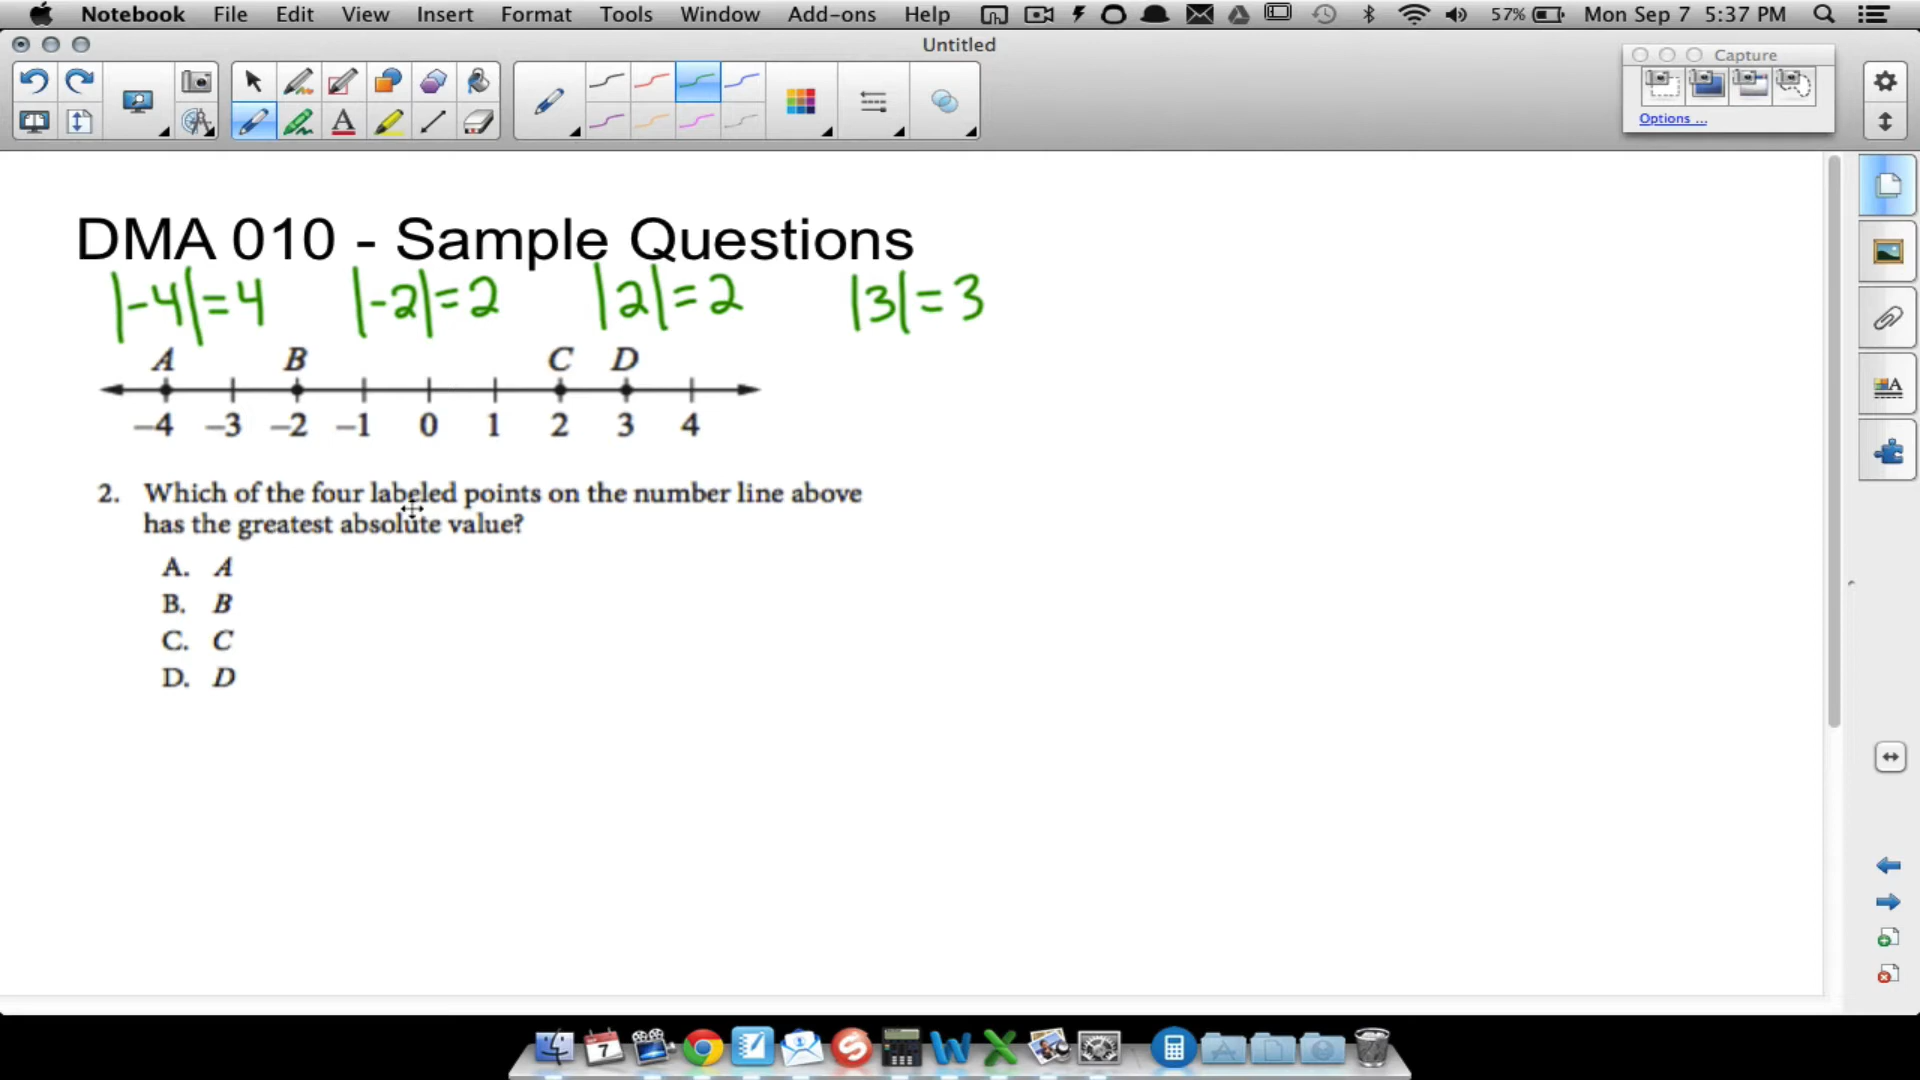 Notebook File Edit View Insert Format Tools Window Add-ons Help 57% Mon Sep 7 5:37 PM
Untitled
Capture
Options ...
DMA 010 - Sample Questions
|-4|=4 |-2|=2 |2|=2 |3|=3
A B C D
–4 –3 –2 –1 0 1 2 3 4
2. Which of the four labeled points on the number line above
has the greatest absolute value?
A. A
B. B
C. C
D. D